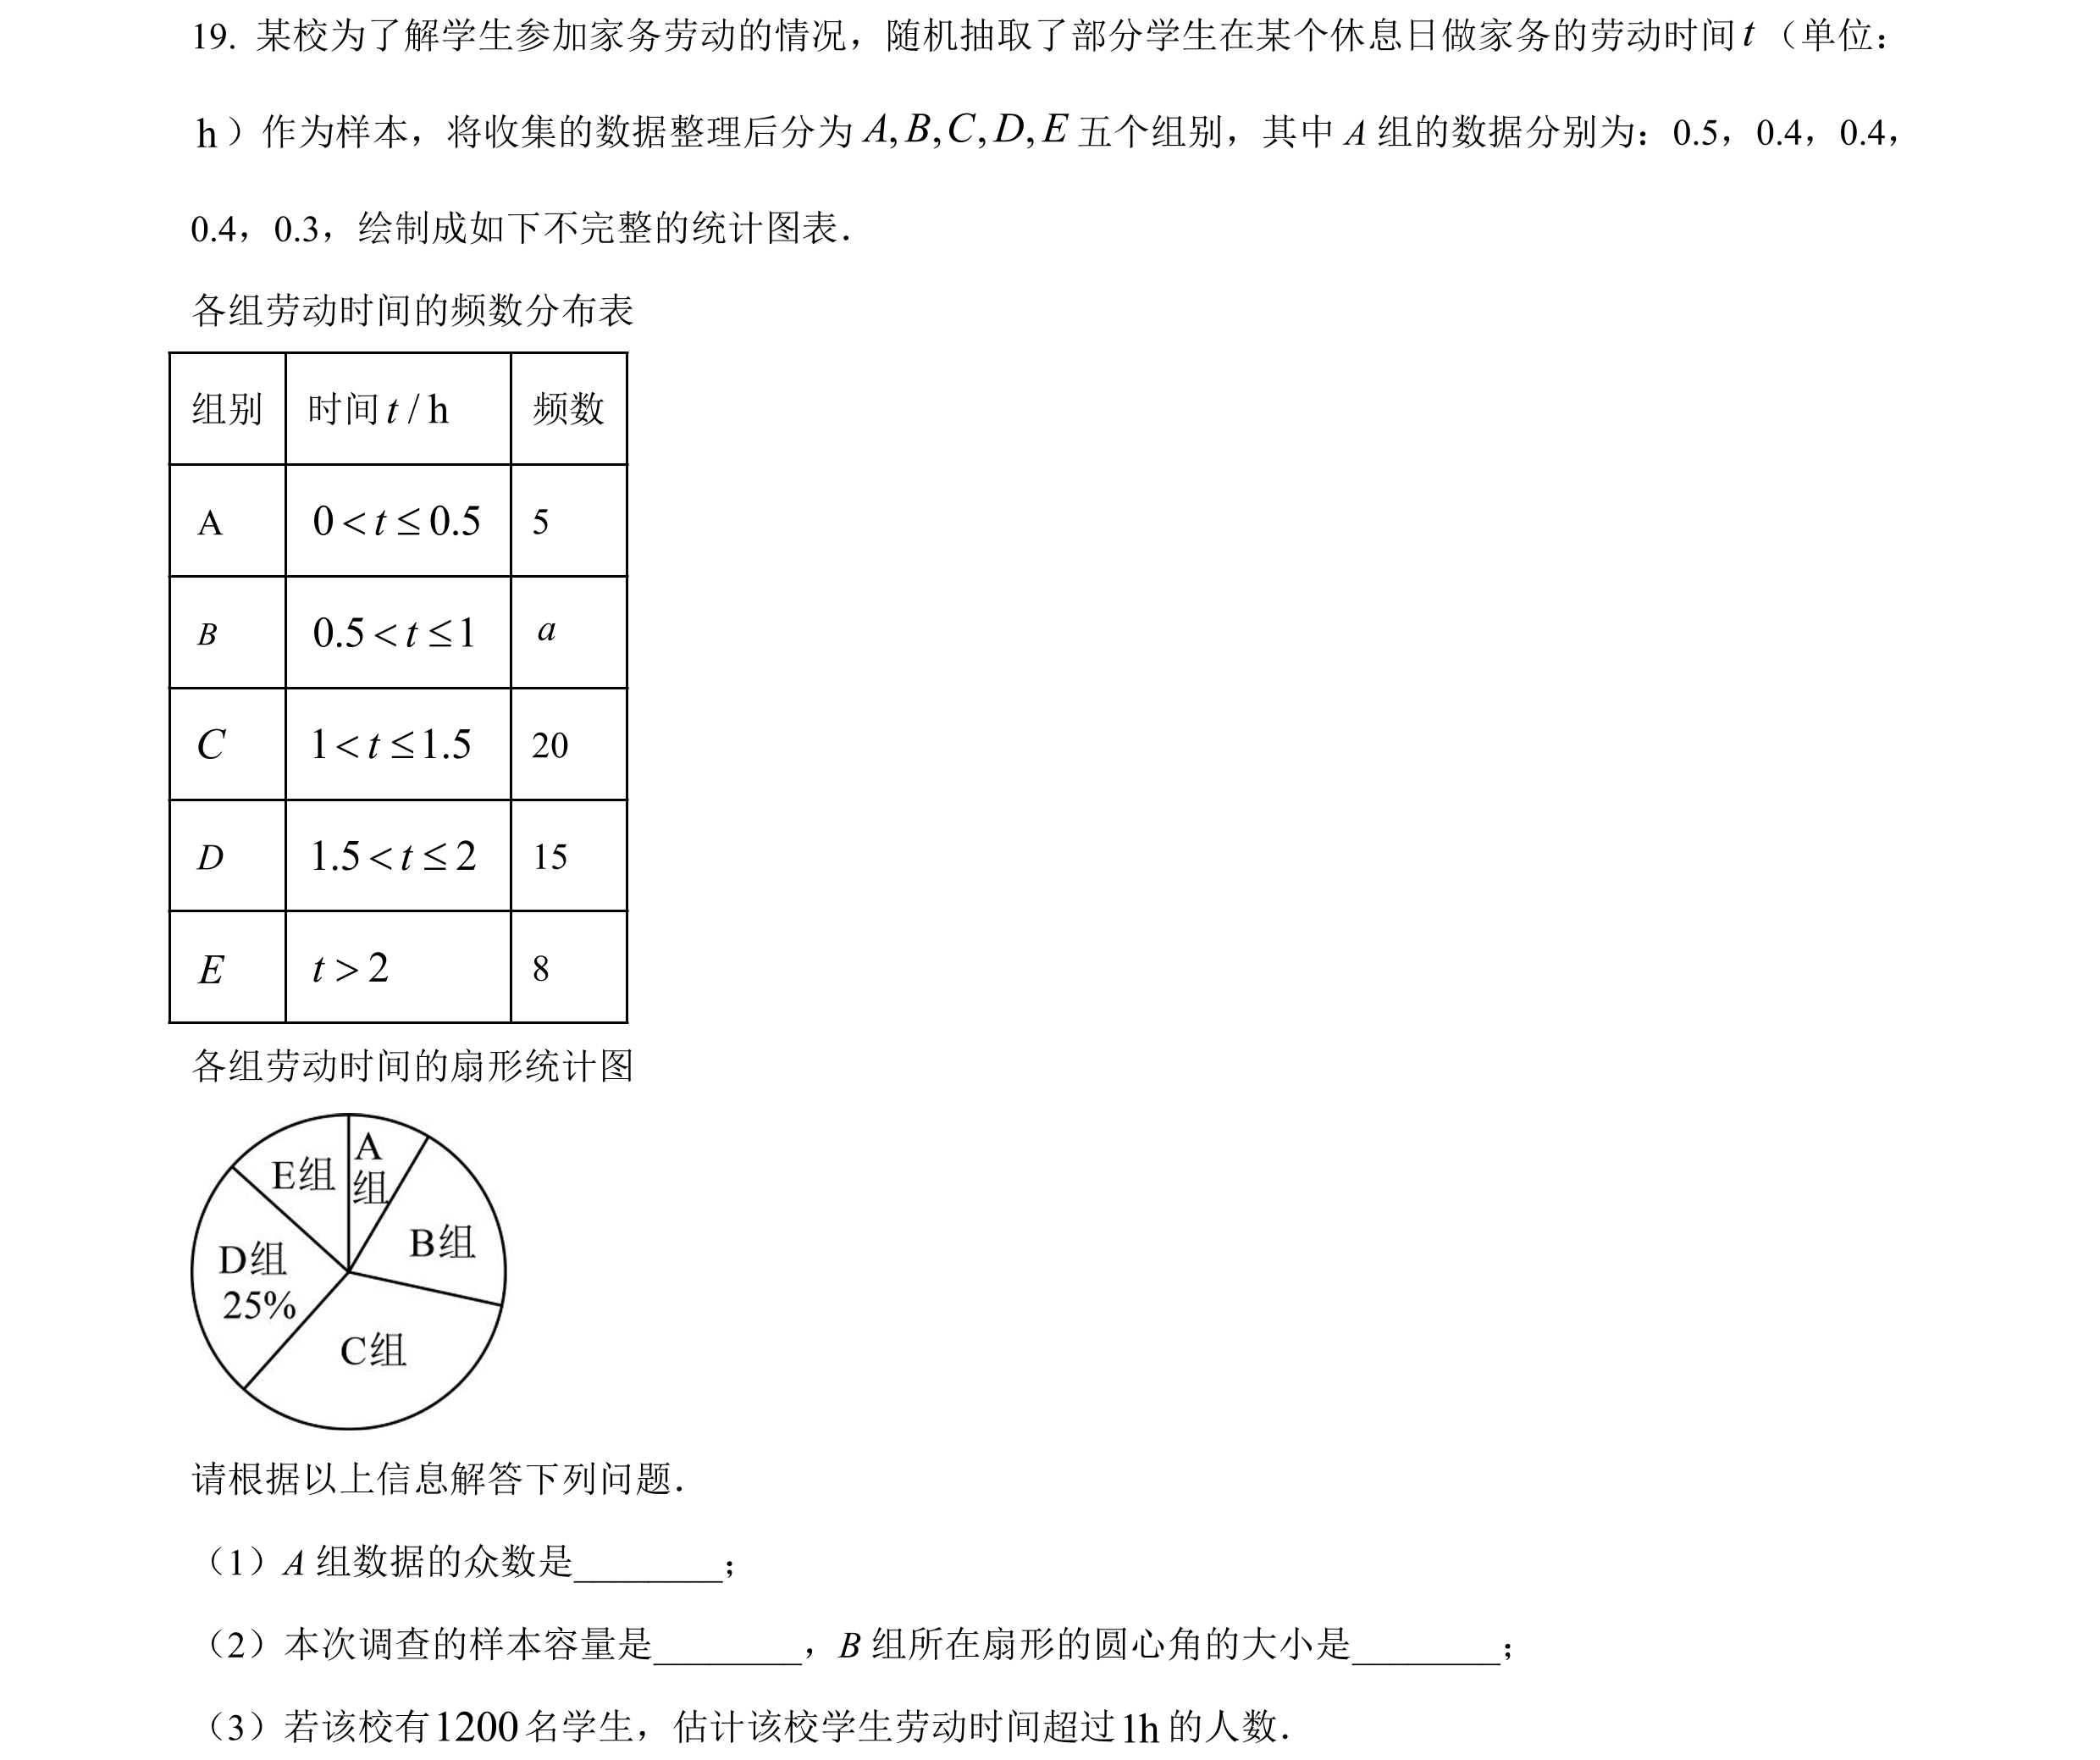 19. 某校为了解学生参加家务劳动的情况，随机抽取了部分学生在某个休息日做家务的劳动时间 t（单位：
h）作为样本，将收集的数据整理后分为 A, B, C, D, E 五个组别，其中 A 组的数据分别为：0.5，0.4，0.4，
0.4，0.3，绘制成如下不完整的统计图表．
各组劳动时间的频数分布表
组别 时间 t / h 频数
A 0 < t ≤ 0.5 5
B 0.5 < t ≤ 1 a
C 1 < t ≤ 1.5 20
D 1.5 < t ≤ 2 15
E t > 2 8
各组劳动时间的扇形统计图
A
组
E组
B组
D组
25%
C组
请根据以上信息解答下列问题．
（1）A 组数据的众数是________；
（2）本次调查的样本容量是________，B 组所在扇形的圆心角的大小是________；
（3）若该校有1200名学生，估计该校学生劳动时间超过1h的人数．